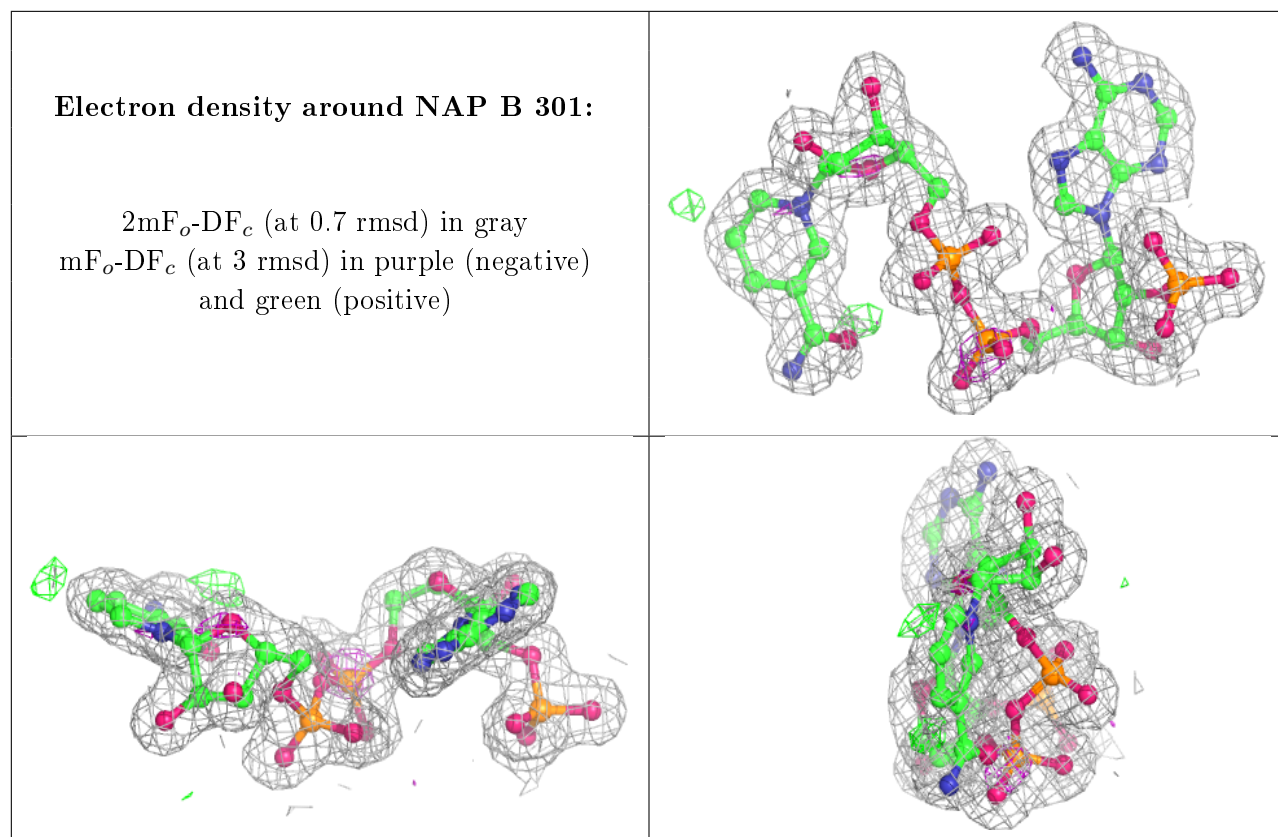 Electron density around NAP B 301:
2mFo-DFc (at 0.7 rmsd) in gray
mFo-DFc (at 3 rmsd) in purple (negative)
and green (positive)